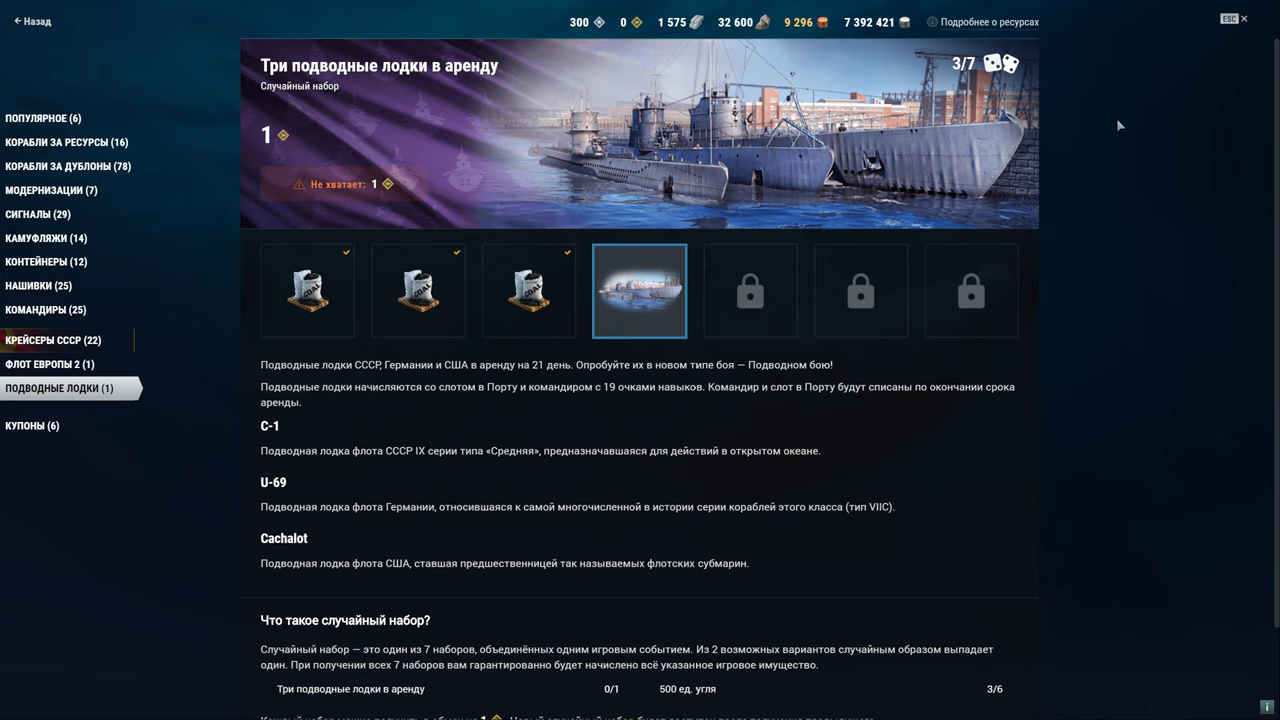 Назад
300
0
1 575
32 600
9 296
7 392 421
Подробнее о ресурсах
ESC
Три подводные лодки в аренду
Случайный набор
3/7
1
Не хватает: 1
ПОПУЛЯРНОЕ (6)
КОРАБЛИ ЗА РЕСУРСЫ (16)
КОРАБЛИ ЗА ДУБЛОНЫ (78)
МОДЕРНИЗАЦИИ (7)
СИГНАЛЫ (29)
КАМУФЛЯЖИ (14)
КОНТЕЙНЕРЫ (12)
НАШИВКИ (25)
КОМАНДИРЫ (25)
КРЕЙСЕРЫ СССР (22)
ФЛОТ ЕВРОПЫ 2 (1)
ПОДВОДНЫЕ ЛОДКИ (1)
КУПОНЫ (6)
COAL
COAL
COAL
Подводные лодки СССР, Германии и США в аренду на 21 день. Опробуйте их в новом типе боя — Подводном бою!
Подводные лодки начисляются со слотом в Порту и командиром с 19 очками навыков. Командир и слот в Порту будут списаны по окончании срока
аренды.
С-1
Подводная лодка флота СССР IX серии типа «Средняя», предназначавшаяся для действий в открытом океане.
U-69
Подводная лодка флота Германии, относившаяся к самой многочисленной в истории серии кораблей этого класса (тип VIIC).
Cachalot
Подводная лодка флота США, ставшая предшественницей так называемых флотских субмарин.
Что такое случайный набор?
Случайный набор — это один из 7 наборов, объединённых одним игровым событием. Из 2 возможных вариантов случайным образом выпадает
один. При получении всех 7 наборов вам гарантированно будет начислено всё указанное игровое имущество.
Три подводные лодки в аренду 0/1 500 ед. угля 3/6